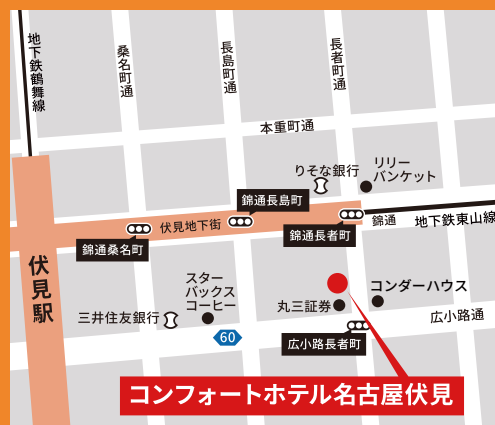 地下鉄鶴舞線
桑名町通
長島町通
長者町通
本重町通
りそな銀行
リリー
バンケット
錦通長島町
伏見地下街
錦通桑名町
錦通長者町
錦通
地下鉄東山線
伏見駅
スター
バックス
コーヒー
三井住友銀行
60
丸三証券
コンダーハウス
広小路通
広小路長者町
コンフォートホテル名古屋伏見